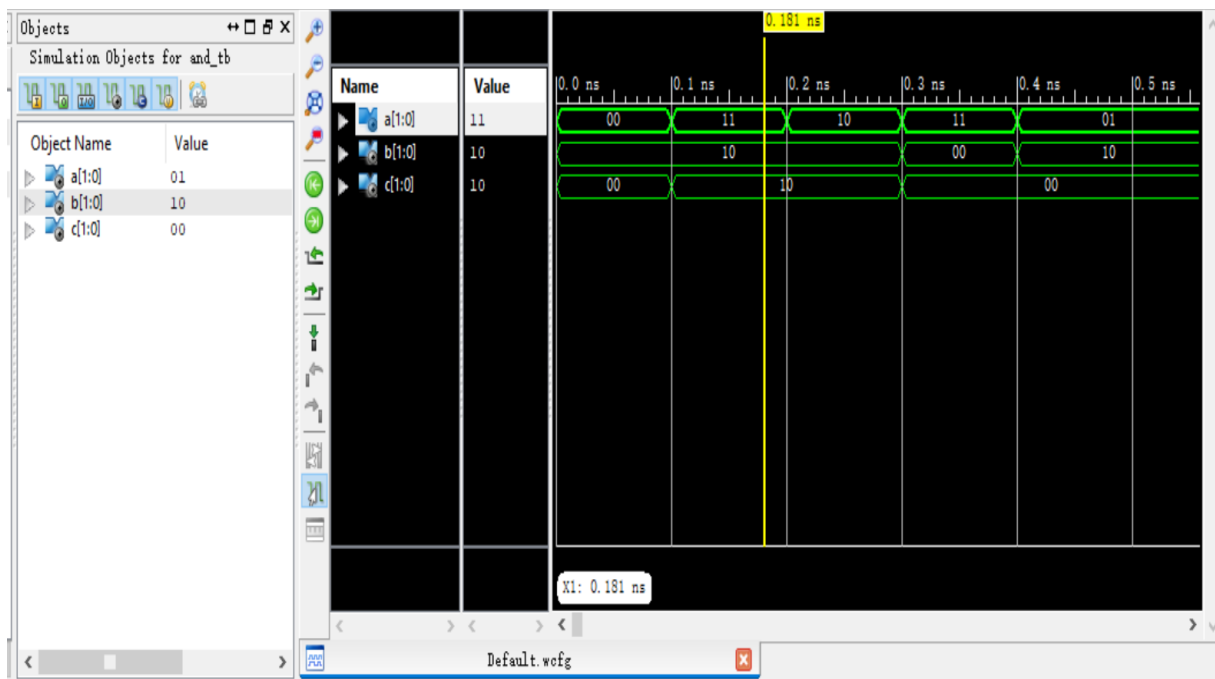 Objects
Simulation Objects for and_tb
Object Name Value
a[1:0] 01
b[1:0] 10
c[1:0] 00
0.181 ns
Name Value
0.0 ns 0.1 ns 0.2 ns 0.3 ns 0.4 ns 0.5 ns
a[1:0] 11 00 11 10 11 01
b[1:0] 10 10 00 10
c[1:0] 10 00 10 00
X1: 0.181 ns
Default.wcfg